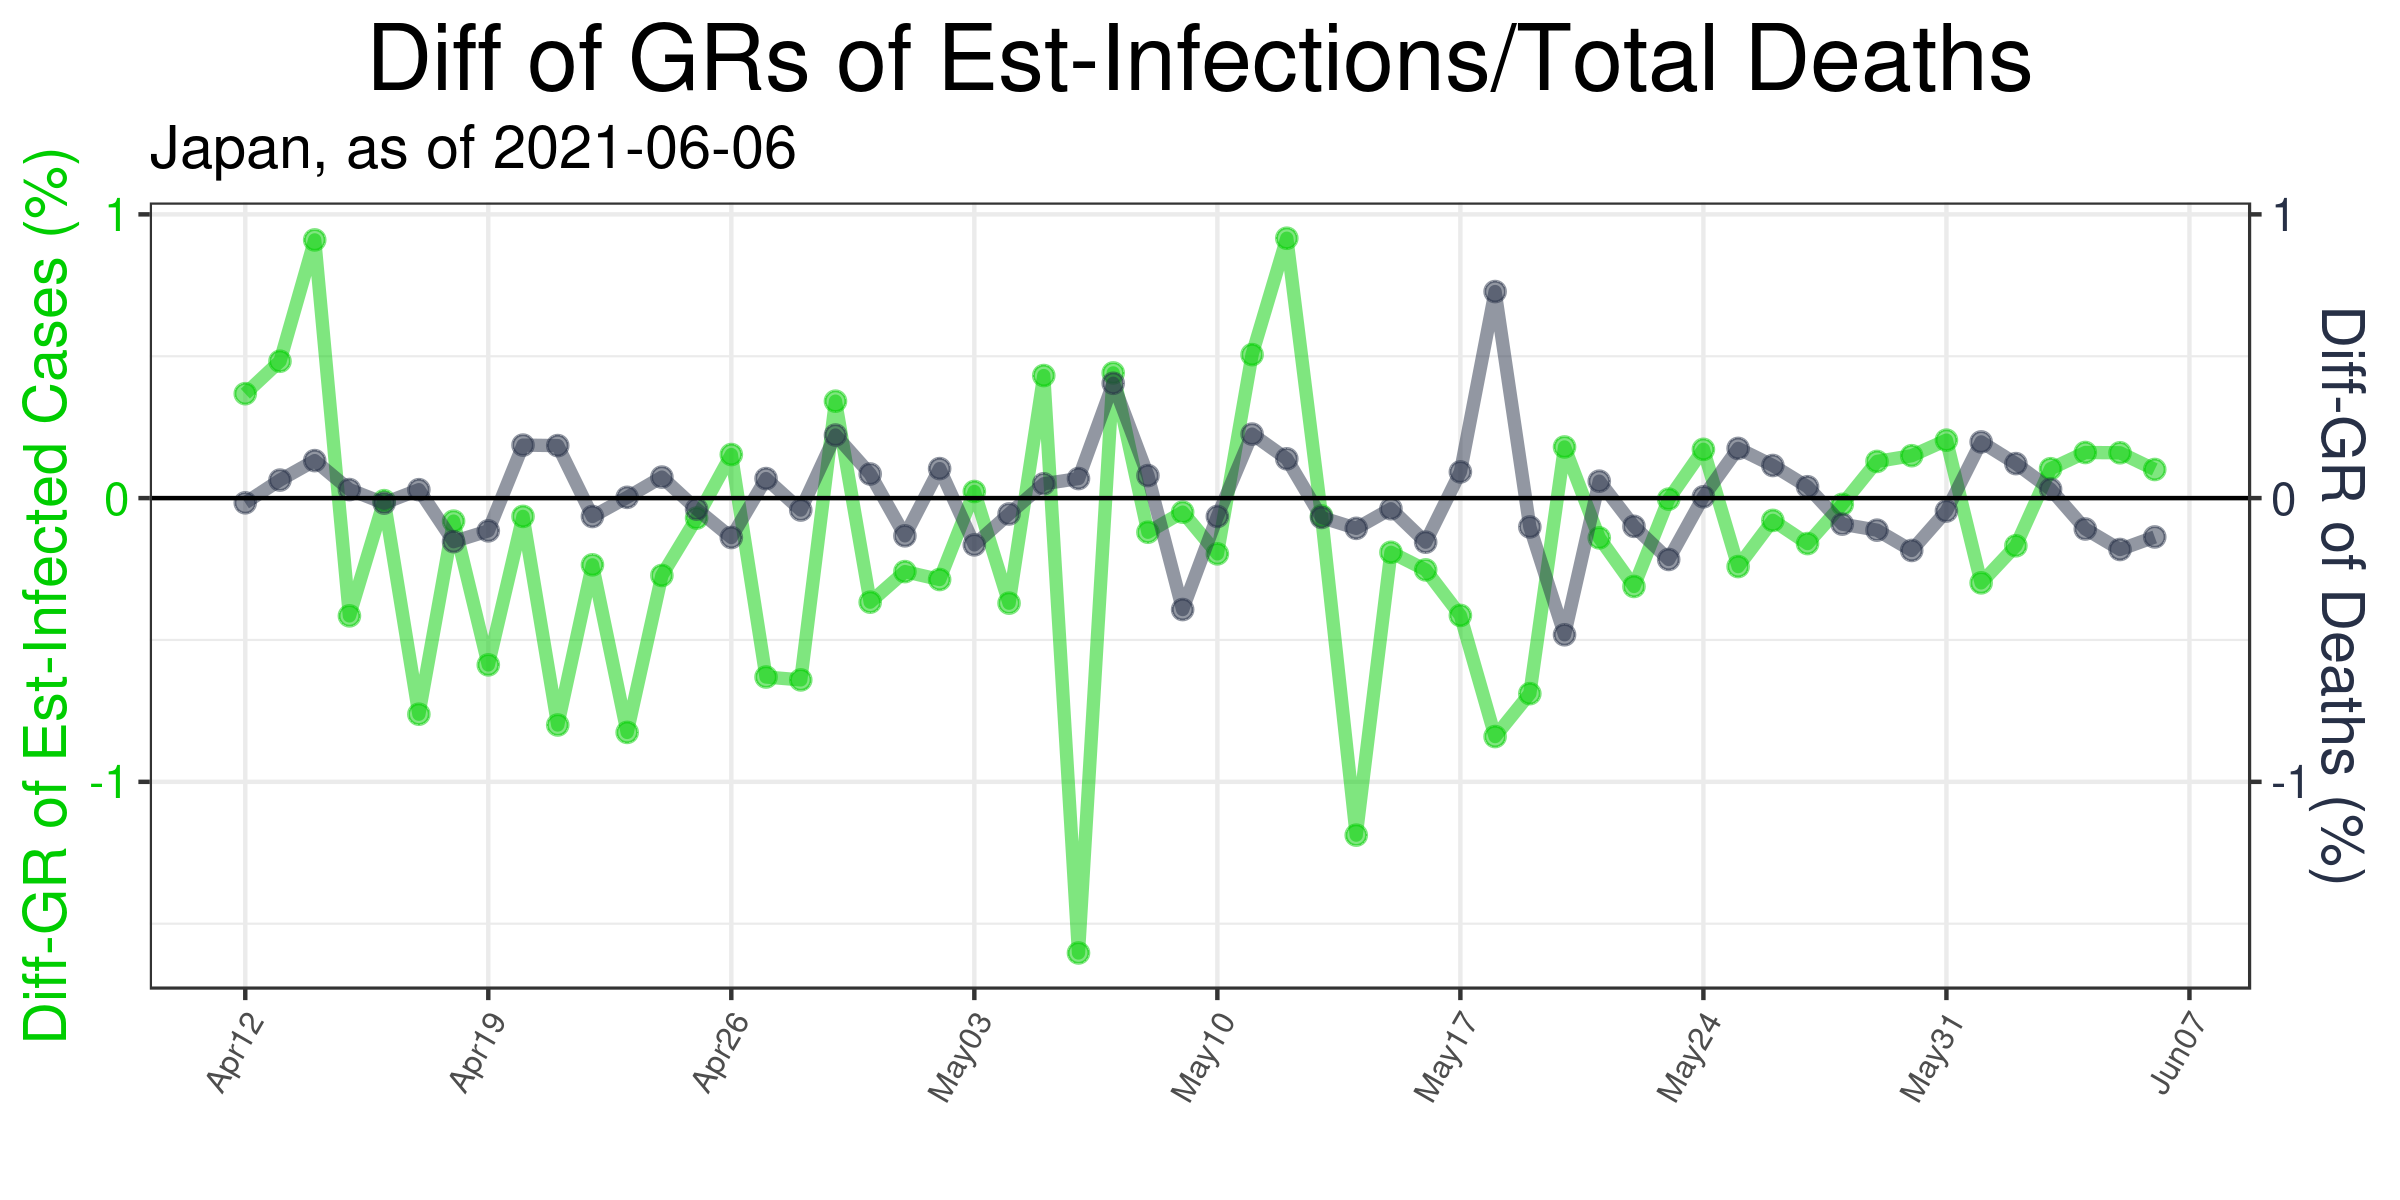 Diff of GRs of Est-Infections/Total Deaths
Japan, as of 2021-06-06
Diff-GR of Est-Infected Cases (%)
1
0
-1
1
0
-1
Diff-GR of Deaths (%)
Apr12
Apr19
Apr26
May03
May10
May17
May24
May31
Jun07